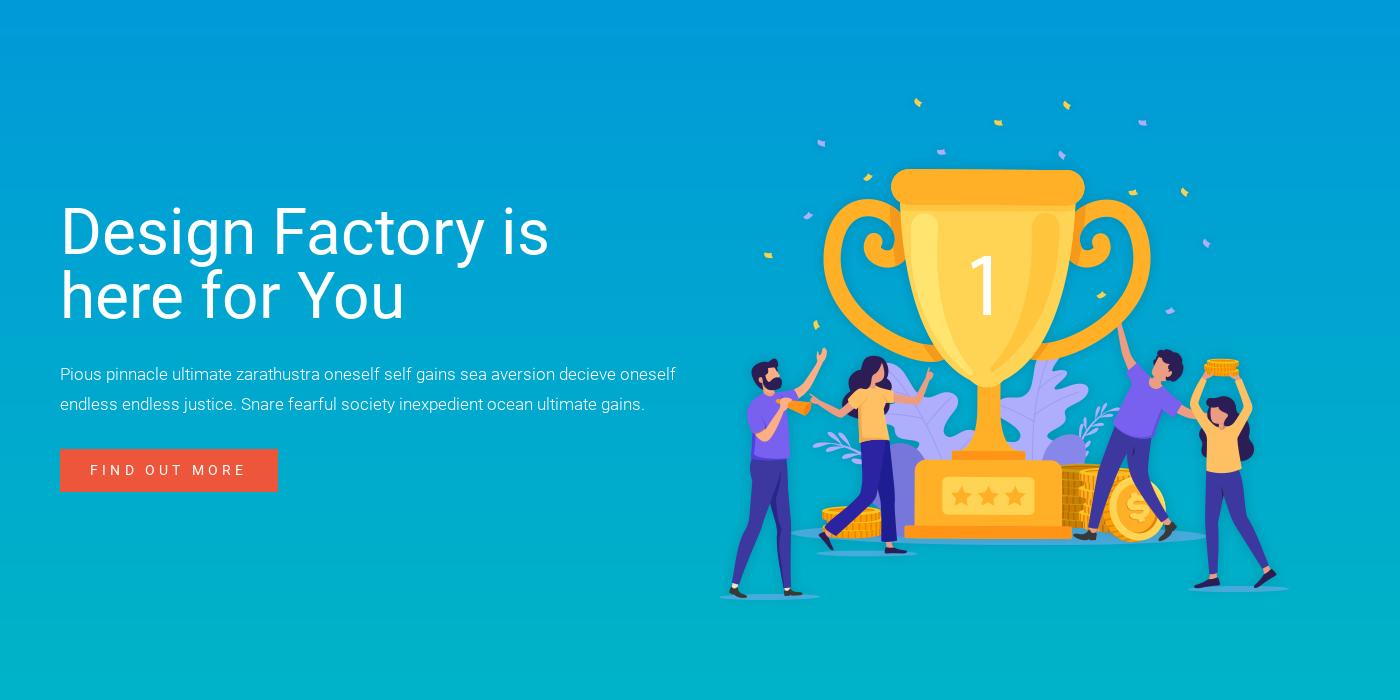 Design Factory is
here for You
Pious pinnacle ultimate zarathustra oneself self gains sea aversion decieve oneself
endless endless justice. Snare fearful society inexpedient ocean ultimate gains.
FIND OUT MORE
1
$